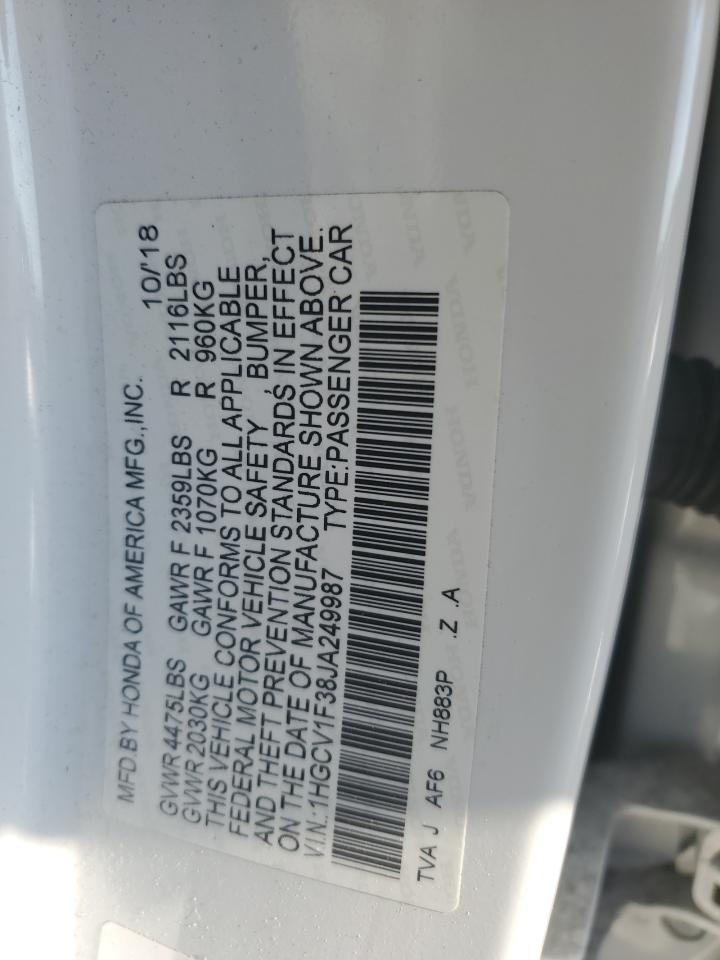 MFD.BY HONDA OF AMERICA MFG.,INC. 10/'18
GVWR 4475LBS GAWR F 2359LBS R 2116LBS
GVWR 2030KG GAWR F 1070KG R 960KG
THIS VEHICLE CONFORMS TO ALL APPLICABLE
FEDERAL MOTOR VEHICLE SAFETY , BUMPER,
AND THEFT PREVENTION STANDARDS IN EFFECT
ON THE DATE OF MANUFACTURE SHOWN ABOVE.
V.I.N.:1HGCV1F38JA249987 TYPE:PASSENGER CAR
TVA J AF6 NH883P .Z .A